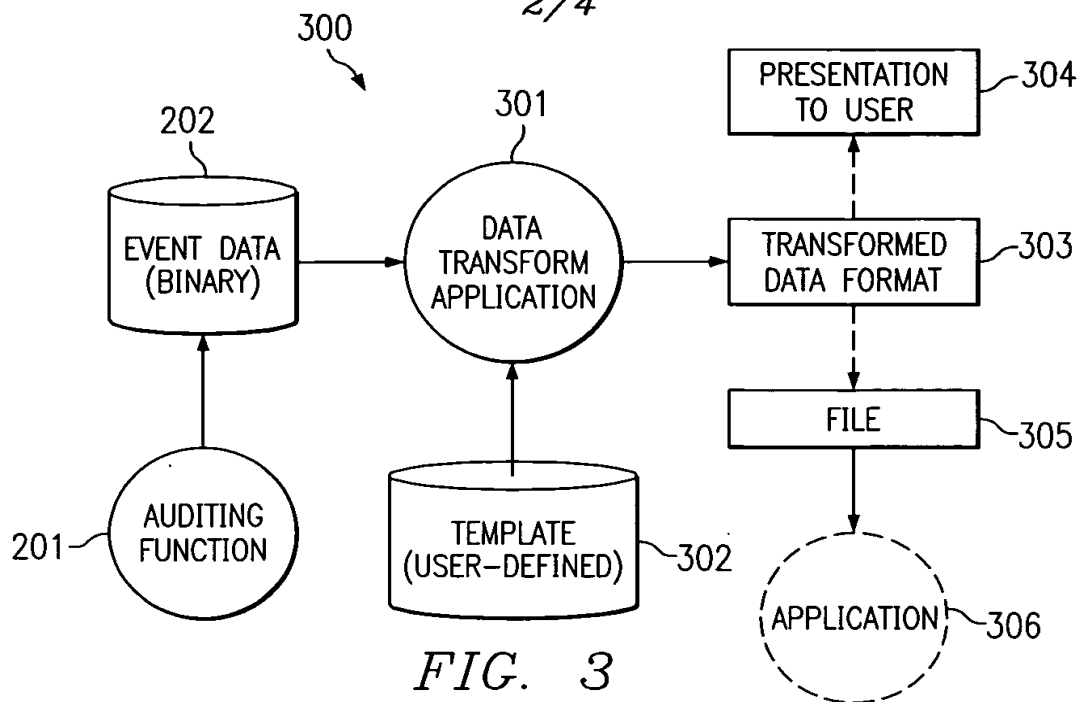 2/4
300
301
202
PRESENTATION
TO USER
304
EVENT DATA
(BINARY)
DATA
TRANSFORM
APPLICATION
TRANSFORMED
DATA FORMAT
303
FILE
305
AUDITING
FUNCTION
201
TEMPLATE
(USER-DEFINED)
302
APPLICATION
306
FIG. 3